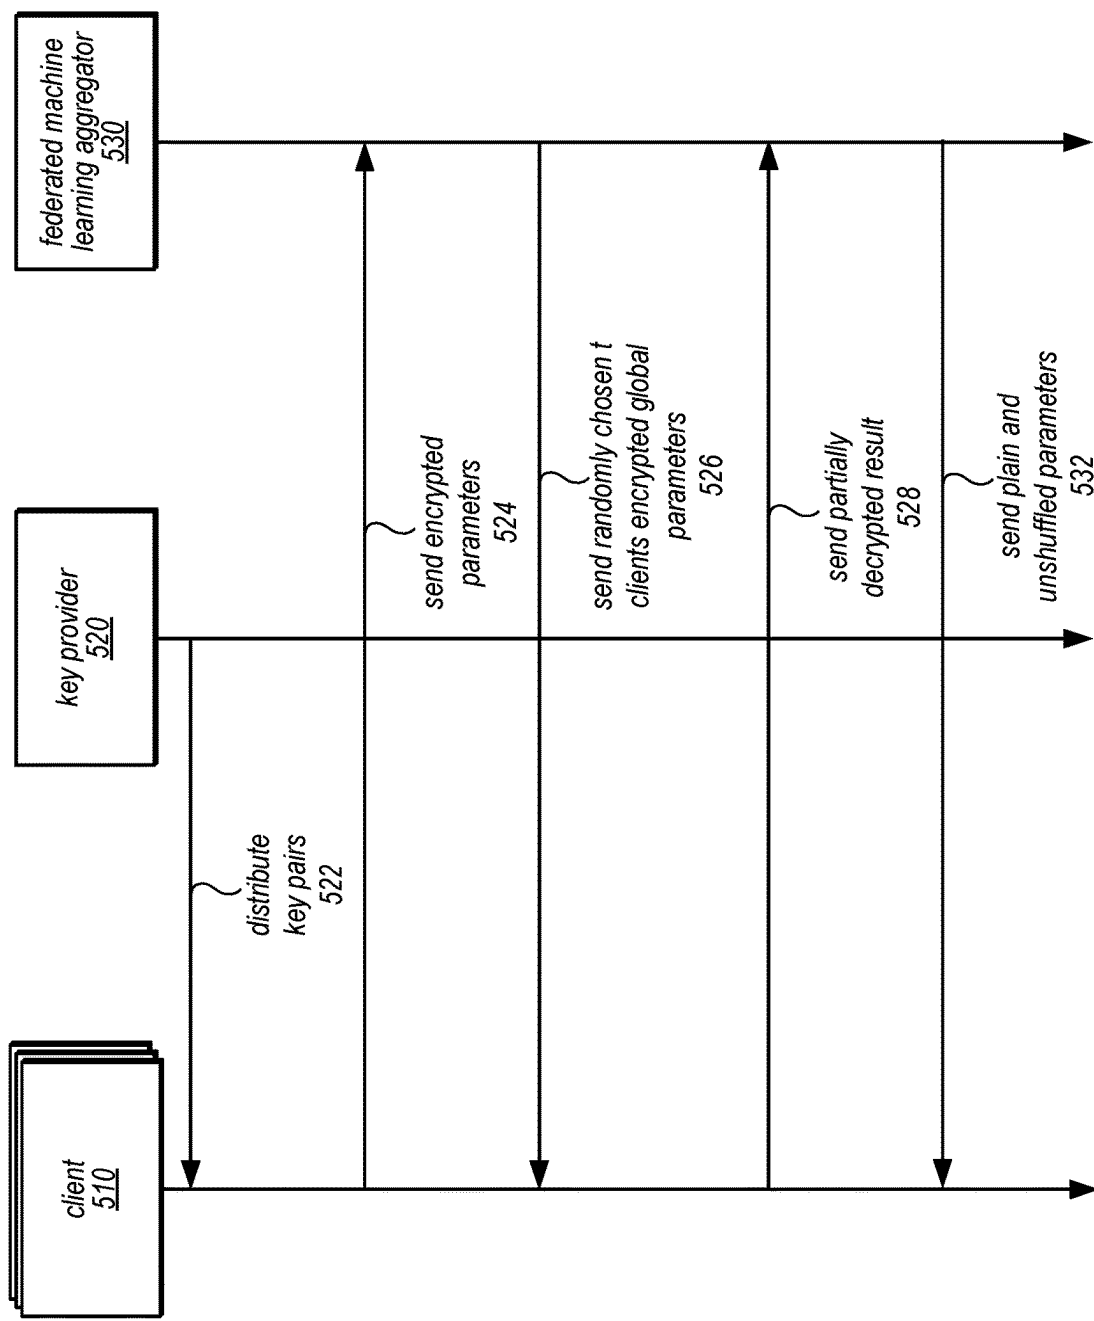 client
510
key provider
520
federated machine
learning aggregator
530
distribute
key pairs
522
send encrypted
parameters
524
send randomly chosen t
clients encrypted global
parameters
526
send partially
decrypted result
528
send plain and
unshuffled parameters
532